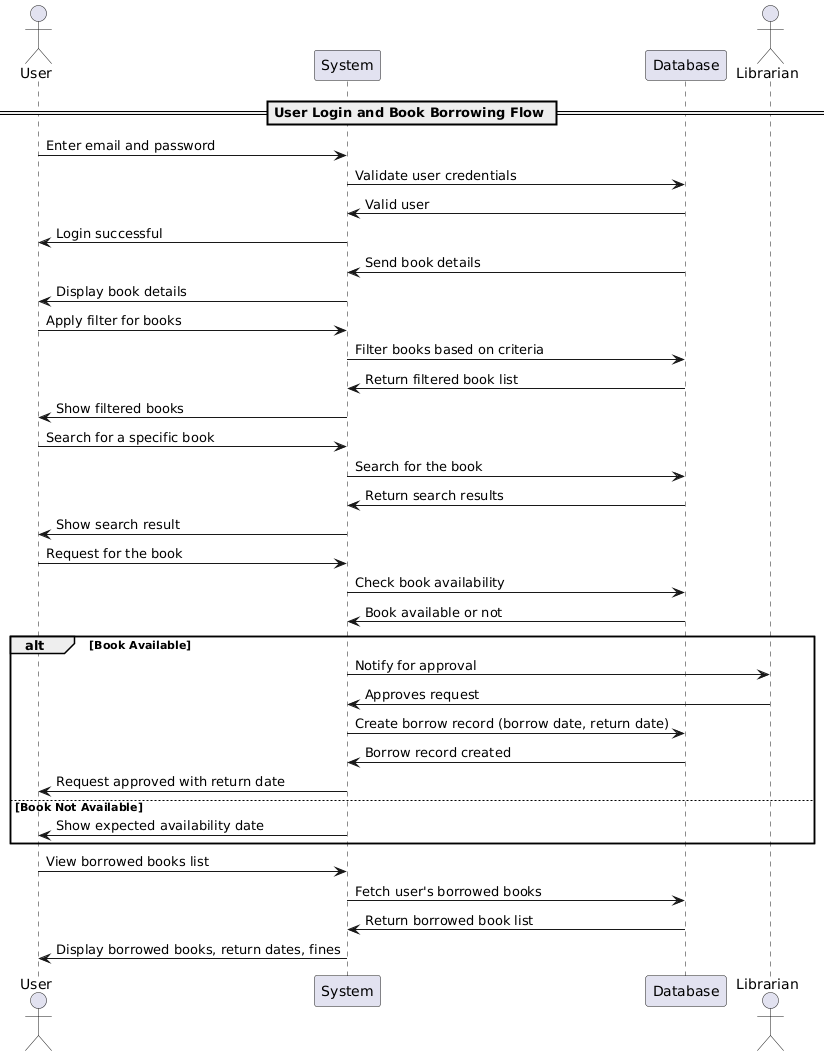 User
System
Database
Librarian
User Login and Book Borrowing Flow
Enter email and password
Validate user credentials
Valid user
Login successful
Send book details
Display book details
Apply filter for books
Filter books based on criteria
Return filtered book list
Show filtered books
Search for a specific book
Search for the book
Return search results
Show search result
Request for the book
Check book availability
Book available or not
alt [Book Available]
Notify for approval
Approves request
Create borrow record (borrow date, return date)
Borrow record created
Request approved with return date
[Book Not Available]
Show expected availability date
View borrowed books list
Fetch user's borrowed books
Return borrowed book list
Display borrowed books, return dates, fines
User
System
Database
Librarian